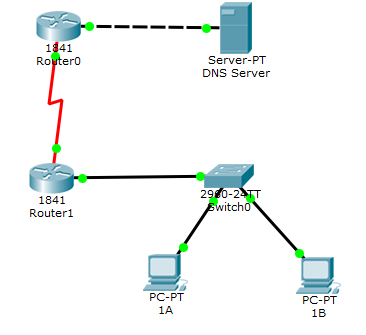 1841
Router0
Server-PT
DNS Server
1841
Router1
2960-24TT
Switch0
PC-PT
1A
PC-PT
1B